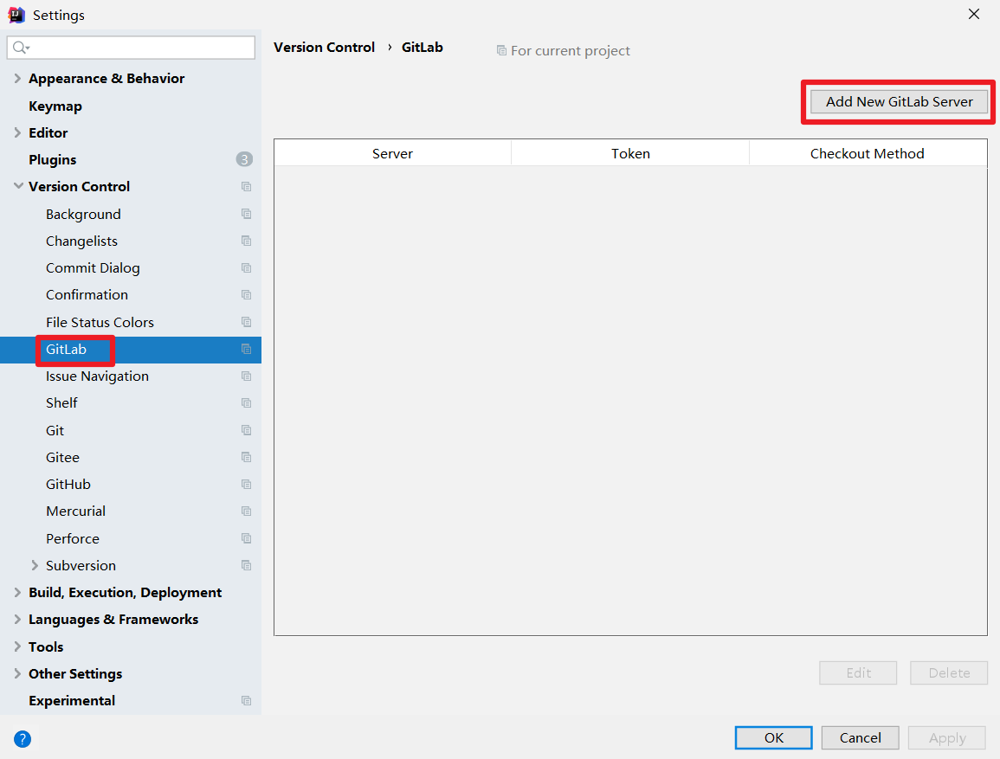 Settings
Version Control › GitLab
For current project
Appearance & Behavior
Keymap
Editor
Plugins 3
Version Control
Background
Changelists
Commit Dialog
Confirmation
File Status Colors
GitLab
Issue Navigation
Shelf
Git
Gitee
GitHub
Mercurial
Perforce
Subversion
Build, Execution, Deployment
Languages & Frameworks
Tools
Other Settings
Experimental
Add New GitLab Server
Server Token Checkout Method
Edit Delete
? OK Cancel Apply